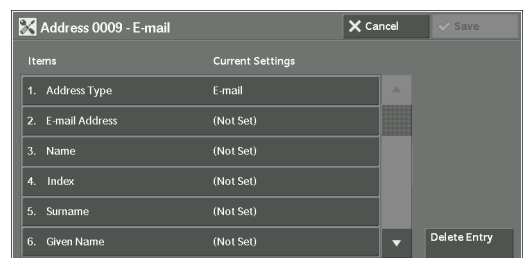 Address 0009 - E-mail Cancel Save
Items Current Settings
1. Address Type E-mail
2. E-mail Address (Not Set)
3. Name (Not Set)
4. Index (Not Set)
5. Surname (Not Set)
6. Given Name (Not Set)
Delete Entry